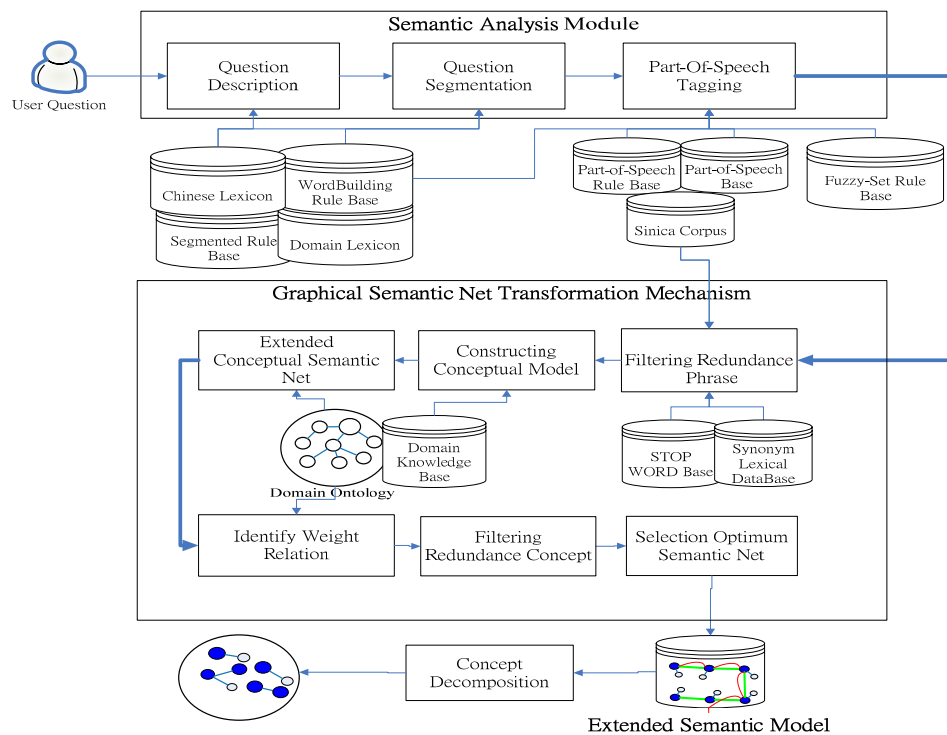 Semantic Analysis Module
User Question
Question
Description
Question
Segmentation
Part-Of-Speech
Tagging
Chinese Lexicon
WordBuilding
Rule Base
Segmented Rule
Base
Domain Lexicon
Part-of-Speech
Rule Base
Part-of-Speech
Base
Fuzzy-Set Rule
Base
Sinica Corpus
Graphical Semantic Net Transformation Mechanism
Extended
Conceptual Semantic
Net
Constructing
Conceptual Model
Filtering Redundance
Phrase
Domain Ontology
Domain
Knowledge
Base
STOP
WORD Base
Synonym
Lexical
DataBase
Identify Weight
Relation
Filtering
Redundance Concept
Selection Optimum
Semantic Net
Concept
Decomposition
Extended Semantic Model